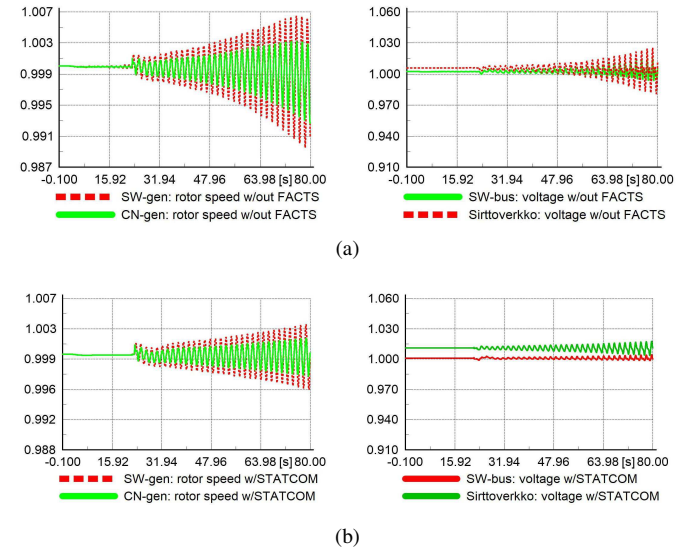 1.007
1.003
0.999
0.995
0.991
0.987
-0.100 15.92 31.94 47.96 63.98 [s] 80.00
SW-gen: rotor speed w/out FACTS
CN-gen: rotor speed w/out FACTS
1.060
1.030
1.000
0.970
0.940
0.910
-0.100 15.92 31.94 47.96 63.98 [s] 80.00
SW-bus: voltage w/out FACTS
Sirttoverkko: voltage w/out FACTS
(a)
1.007
1.003
0.999
0.996
0.992
0.988
-0.100 15.92 31.94 47.96 63.98 [s] 80.00
SW-gen: rotor speed w/STATCOM
CN-gen: rotor speed w/STATCOM
1.060
1.030
1.000
0.970
0.940
0.910
-0.100 15.92 31.94 47.96 63.98 [s] 80.00
SW-bus: voltage w/STATCOM
Sirttoverkko: voltage w/STATCOM
(b)